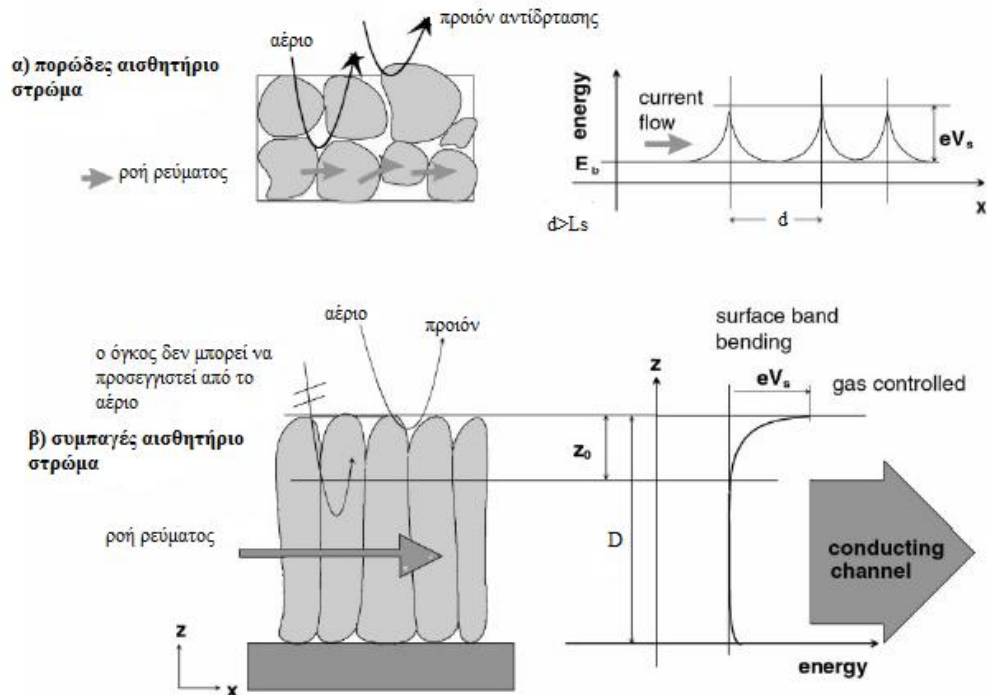 προιόν αντίδρτασης
αέριο
α) πορώδες αισθητήριο
στρώμα
ροή ρεύματος
energy
current
flow
eVs
E b
x
d>Ls
d
αέριο
προιόν
ο όγκος δεν μπορεί να
προσεγγιστεί από το
αέριο
β) συμπαγές αισθητήριο
στρώμα
ροή ρεύματος
z
x
surface band
bending
z
eVs
gas controlled
z0
D
conducting
channel
energy